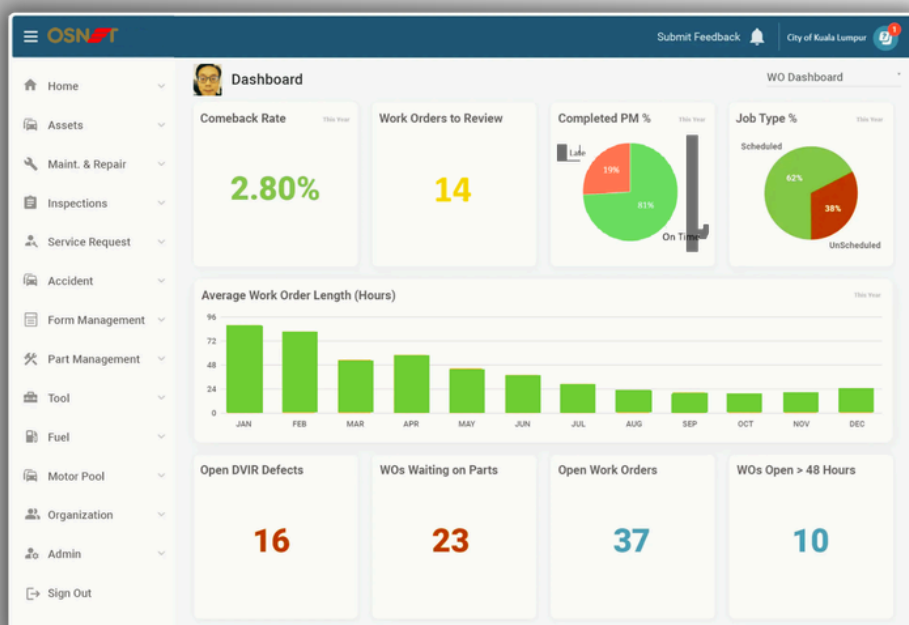 OSNET
Submit Feedback
City of Kuala Lumpur
1
Home
Assets
Maint. & Repair
Inspections
Service Request
Accident
Form Management
Part Management
Tool
Fuel
Motor Pool
Organization
Admin
Sign Out
Dashboard
WO Dashboard
Comeback Rate
This Year
2.80%
Work Orders to Review
14
Completed PM %
This Year
Late
19%
81%
On Time
Job Type %
This Year
Scheduled
62%
38%
UnScheduled
Average Work Order Length (Hours)
This Year
96
72
48
24
0
JAN FEB MAR APR MAY JUN JUL AUG SEP OCT NOV DEC
Open DVIR Defects
16
WOs Waiting on Parts
23
Open Work Orders
37
WOs Open > 48 Hours
10